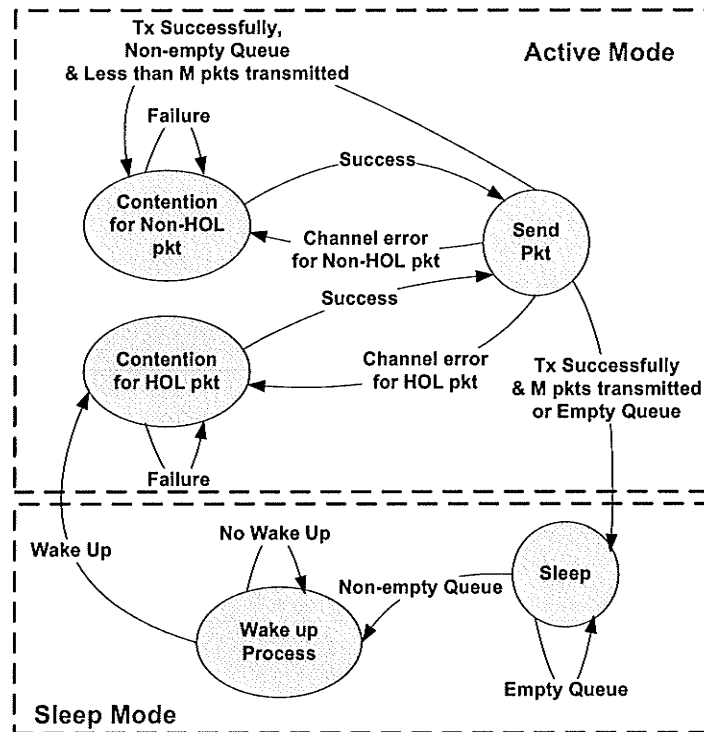 Tx Successfully,
Non-empty Queue
& Less than M pkts transmitted
Active Mode
Failure
Success
Contention
for Non-HOL
pkt
Send
Pkt
Channel error
for Non-HOL pkt
Success
Contention
for HOL pkt
Channel error
for HOL pkt
Tx Successfully
& M pkts transmitted
or Empty Queue
Failure
Wake Up
No Wake Up
Non-empty Queue
Sleep
Wake up
Process
Empty Queue
Sleep Mode